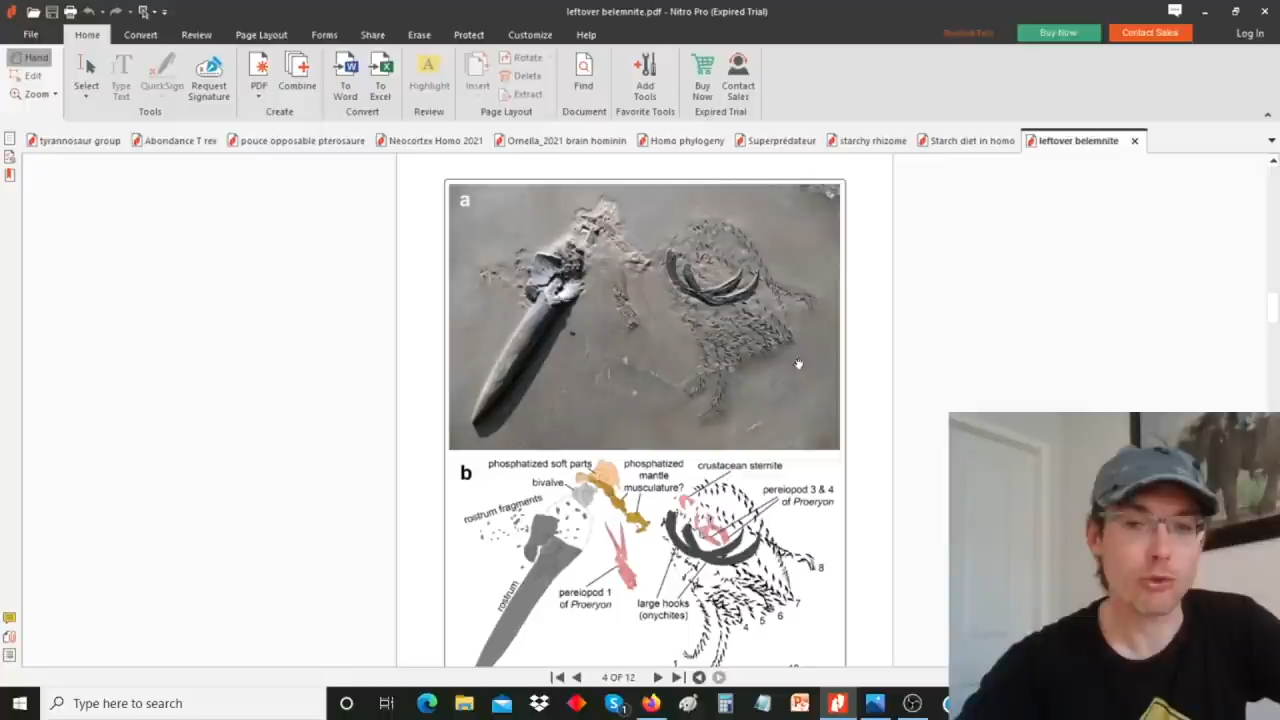 leftover belemnite.pdf - Nitro Pro (Expired Trial)
File Home Convert Review Page Layout Forms Share Erase Protect Customize Help
Buy Now Contact Sales Log In
Hand Edit Zoom
Select Type Text QuickSign Request Signature
PDF Combine
To Word To Excel
Highlight
Insert Rotate Delete Extract
Find
Add Tools
Buy Now Contact Sales
Tools Create Convert Review Page Layout Document Favorite Tools Expired Trial
tyrannosaur group Abondance T rex pouce opposable pterosaure Neocortex Homo 2021 Ornella_2021 brain hominin Homo phylogeny Superprédateur starchy rhizome Starch diet in homo leftover belemnite
a
b
phosphatized soft parts
bivalve
rostrum fragments
phosphatized
mantle
musculature?
crustacean sternite
pereiopod 3 & 4
of Proeryon
rostrum
pereiopod 1
of Proeryon
large hooks
(onychites)
8
7
6
5
4
1
4 OF 12
Type here to search